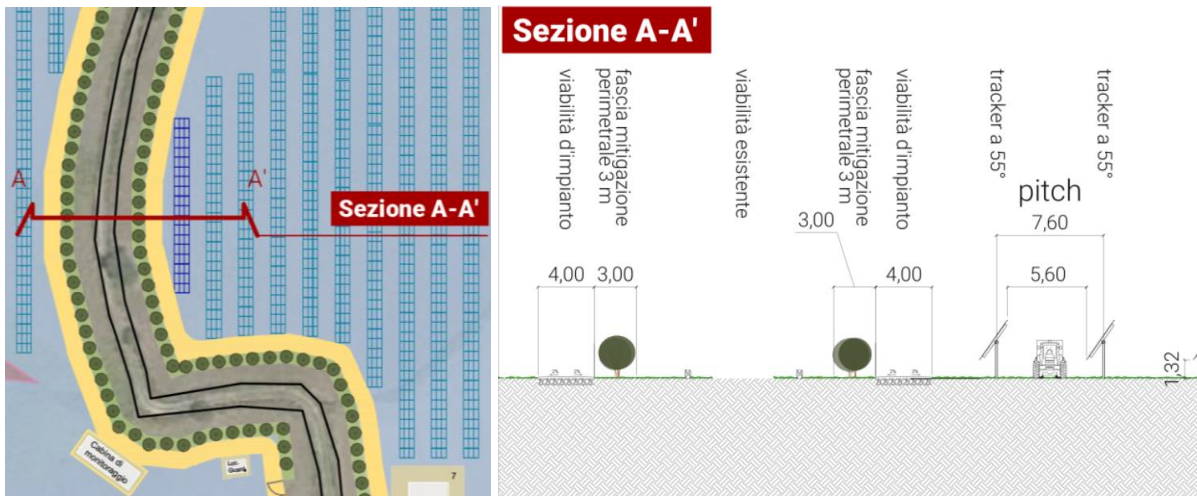 A
A'
Sezione A-A'
Cabina di
monitoraggio
Loc.
Guard.
7
Sezione A-A'
viabilità d'impianto
fascia mitigazione
perimetrale 3 m
viabilità esistente
fascia mitigazione
perimetrale 3 m
viabilità d'impianto
tracker a 55°
tracker a 55°
pitch
7,60
3,00
4,00
3,00
4,00
5,60
1,32